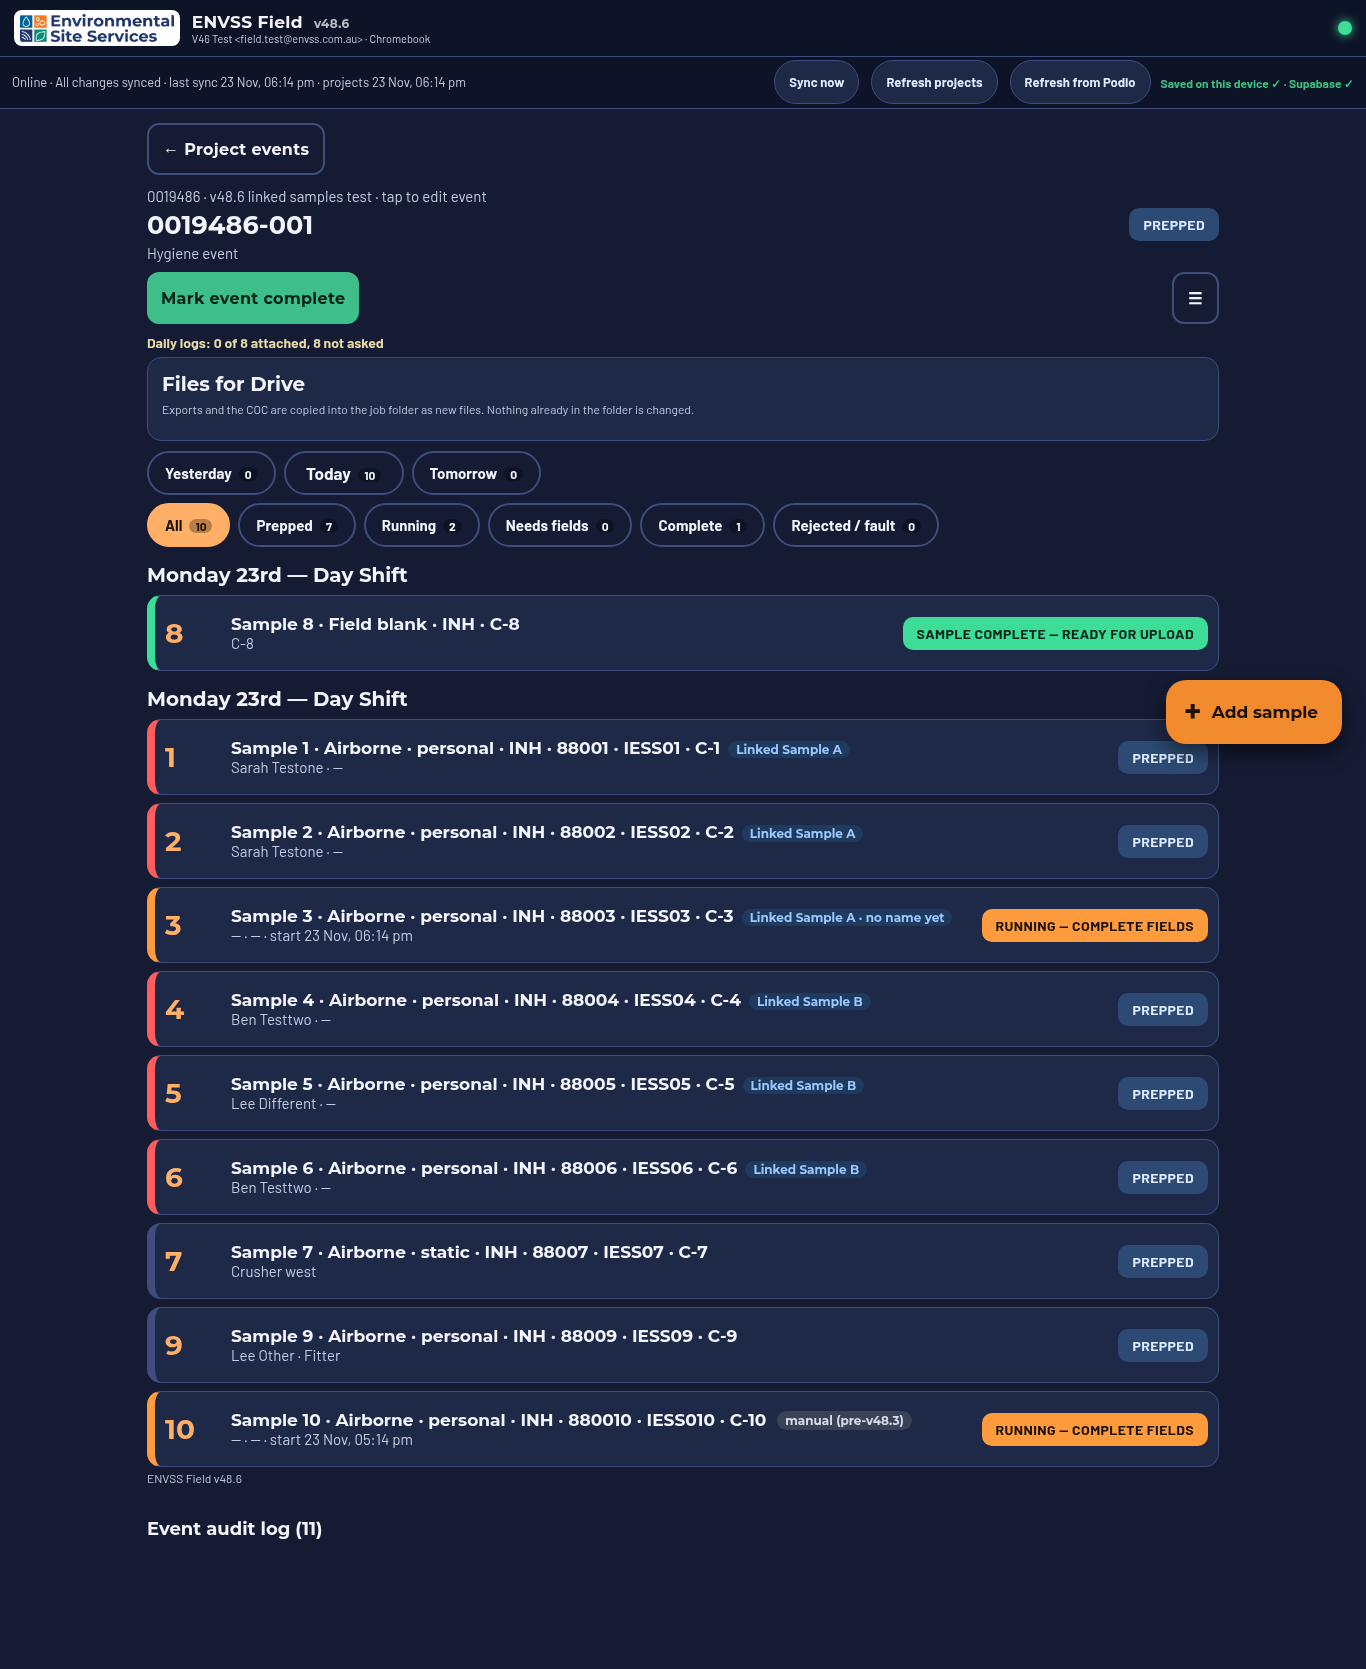 Environmental
Site Services
ENVSS Field v48.6
V46 Test <field.test@envss.com.au> · Chromebook
Online · All changes synced · last sync 23 Nov, 06:14 pm · projects 23 Nov, 06:14 pm
Sync now
Refresh projects
Refresh from Podio
Saved on this device ✓ · Supabase ✓
← Project events
0019486 · v48.6 linked samples test · tap to edit event
0019486-001
PREPPED
Hygiene event
Mark event complete
☰
Daily logs: 0 of 8 attached, 8 not asked
Files for Drive
Exports and the COC are copied into the job folder as new files. Nothing already in the folder is changed.
Yesterday 0
Today 10
Tomorrow 0
All 10
Prepped 7
Running 2
Needs fields 0
Complete 1
Rejected / fault 0
Monday 23rd — Day Shift
8
Sample 8 · Field blank · INH · C-8
C-8
SAMPLE COMPLETE — READY FOR UPLOAD
Monday 23rd — Day Shift
+ Add sample
1
Sample 1 · Airborne · personal · INH · 88001 · IESS01 · C-1 Linked Sample A
Sarah Testone · —
PREPPED
2
Sample 2 · Airborne · personal · INH · 88002 · IESS02 · C-2 Linked Sample A
Sarah Testone · —
PREPPED
3
Sample 3 · Airborne · personal · INH · 88003 · IESS03 · C-3 Linked Sample A · no name yet
— · — · start 23 Nov, 06:14 pm
RUNNING — COMPLETE FIELDS
4
Sample 4 · Airborne · personal · INH · 88004 · IESS04 · C-4 Linked Sample B
Ben Testtwo · —
PREPPED
5
Sample 5 · Airborne · personal · INH · 88005 · IESS05 · C-5 Linked Sample B
Lee Different · —
PREPPED
6
Sample 6 · Airborne · personal · INH · 88006 · IESS06 · C-6 Linked Sample B
Ben Testtwo · —
PREPPED
7
Sample 7 · Airborne · static · INH · 88007 · IESS07 · C-7
Crusher west
PREPPED
9
Sample 9 · Airborne · personal · INH · 88009 · IESS09 · C-9
Lee Other · Fitter
PREPPED
10
Sample 10 · Airborne · personal · INH · 880010 · IESS010 · C-10 manual (pre-v48.3)
— · — · start 23 Nov, 05:14 pm
RUNNING — COMPLETE FIELDS
ENVSS Field v48.6
Event audit log (11)